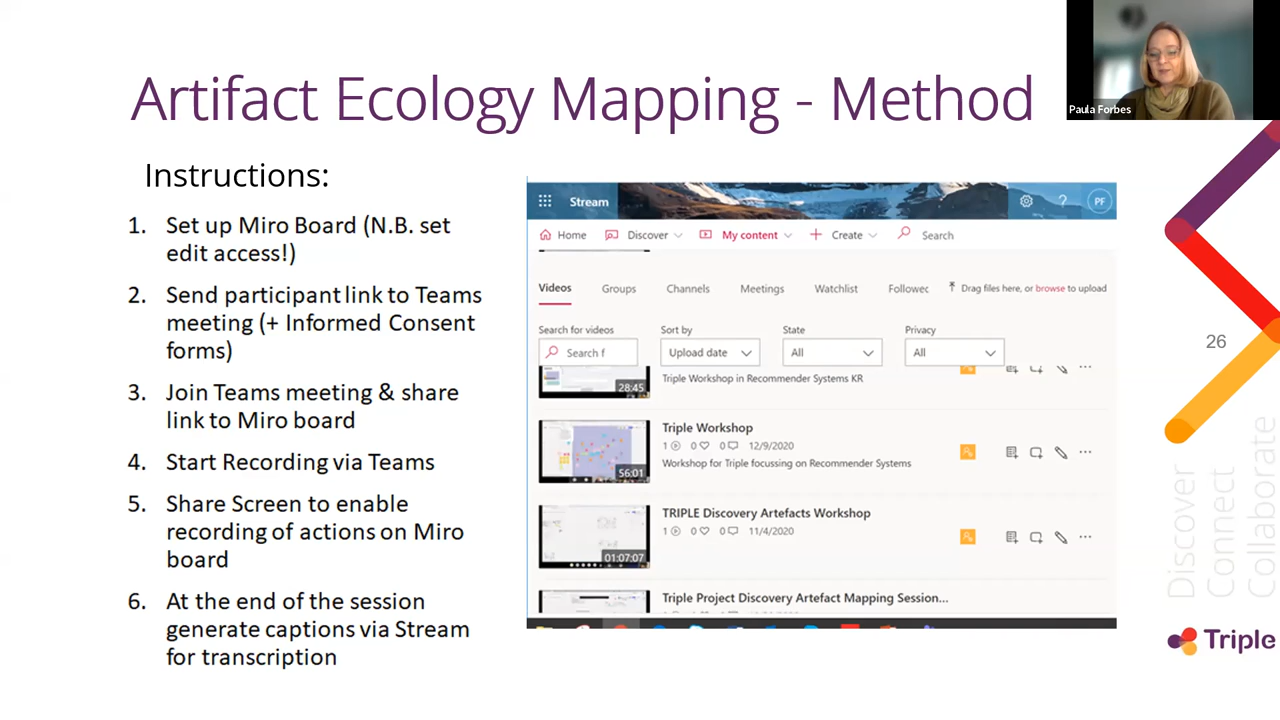 Artifact Ecology Mapping - Method
Paula Forbes
Instructions:
1. Set up Miro Board (N.B. set
edit access!)
2. Send participant link to Teams
meeting (+ Informed Consent
forms)
3. Join Teams meeting & share
link to Miro board
4. Start Recording via Teams
5. Share Screen to enable
recording of actions on Miro
board
6. At the end of the session
generate captions via Stream
for transcription
Stream
? PF
Home Discover My content + Create Search
Videos Groups Channels Meetings Watchlist Followec Drag files here, or browse to upload
Search for videos Sort by State Privacy
Search f Upload date All All
28:45
Triple Workshop in Recommender Systems KR
Triple Workshop
1 0 0 12/9/2020
Workshop for Triple focussing on Recommender Systems
56:01
TRIPLE Discovery Artefacts Workshop
1 0 0 11/4/2020
01:07:07
Triple Project Discovery Artefact Mapping Session...
26
Discover
Connect
Collaborate
Triple